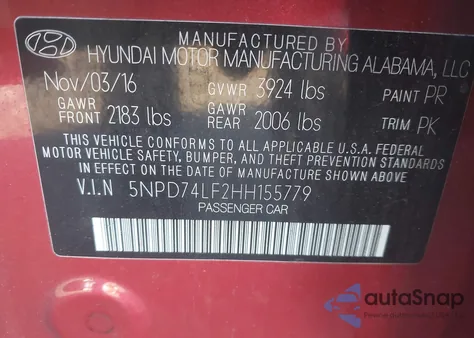 MANUFACTURED BY
HYUNDAI MOTOR MANUFACTURING ALABAMA, LLC
Nov/03/16 GVWR 3924 lbs PAINT PR
GAWR FRONT 2183 lbs GAWR REAR 2006 lbs TRIM PK
THIS VEHICLE CONFORMS TO ALL APPLICABLE U.S.A. FEDERAL
MOTOR VEHICLE SAFETY, BUMPER, AND THEFT PREVENTION
STANDARDS IN EFFECT ON THE DATE OF MANUFACTURE SHOWN ABOVE.
V.I.N 5NPD74LF2HH155779
PASSENGER CAR
autoSnap